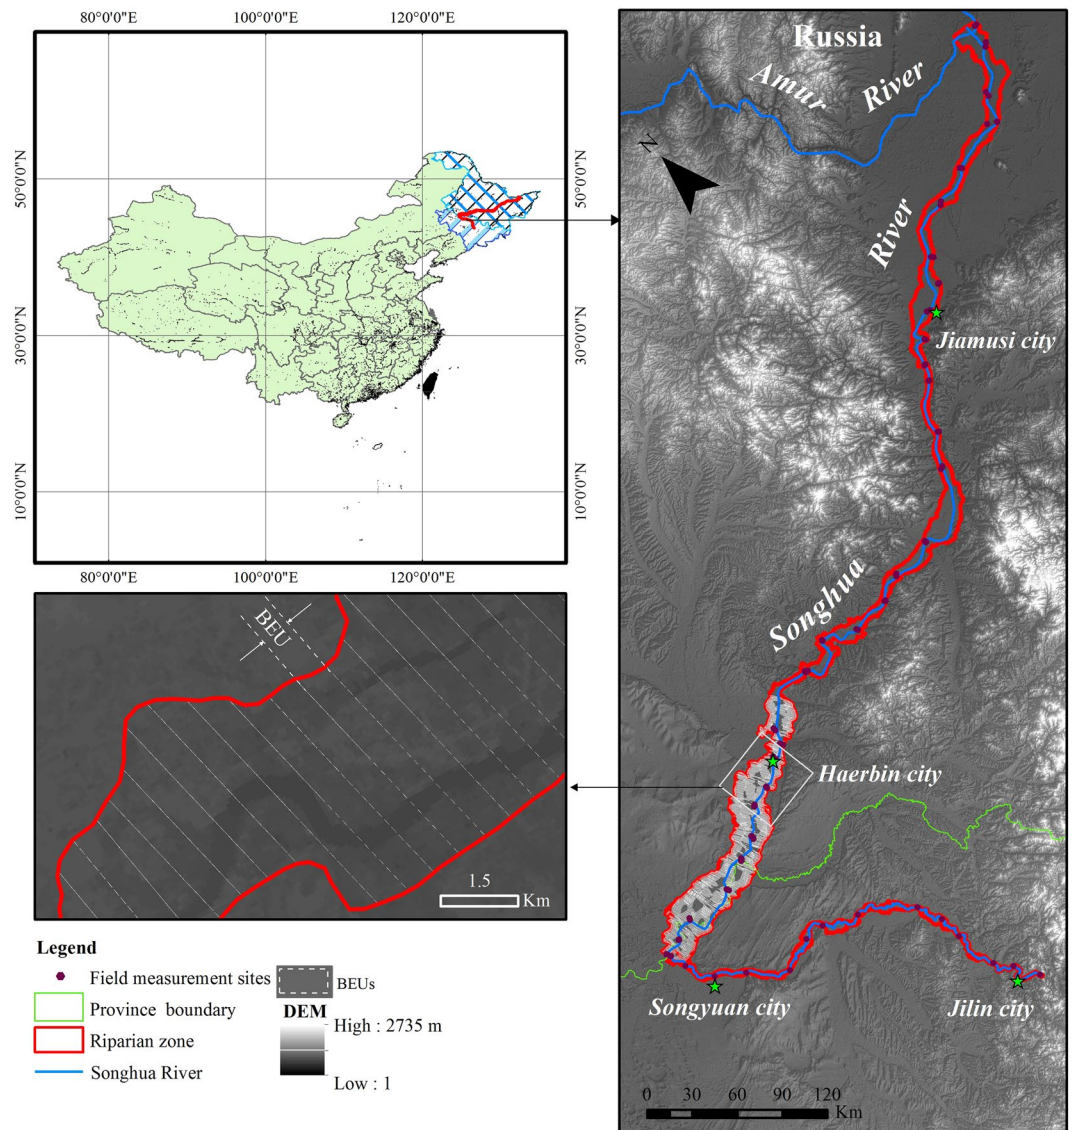 80°0'0"E 100°0'0"E 120°0'0"E
50°0'0"N
50°0'0"N
30°0'0"N
30°0'0"N
10°0'0"N
10°0'0"N
80°0'0"E 100°0'0"E 120°0'0"E
BEU
1.5
Km
Legend
Field measurement sites
Province boundary
Riparian zone
Songhua River
BEUs
DEM
High : 2735 m
Low : 1
Russia
Amur River
N
Songhua River
Jiamusi city
Haerbin city
Songyuan city
Jilin city
0 30 60 90 120
Km